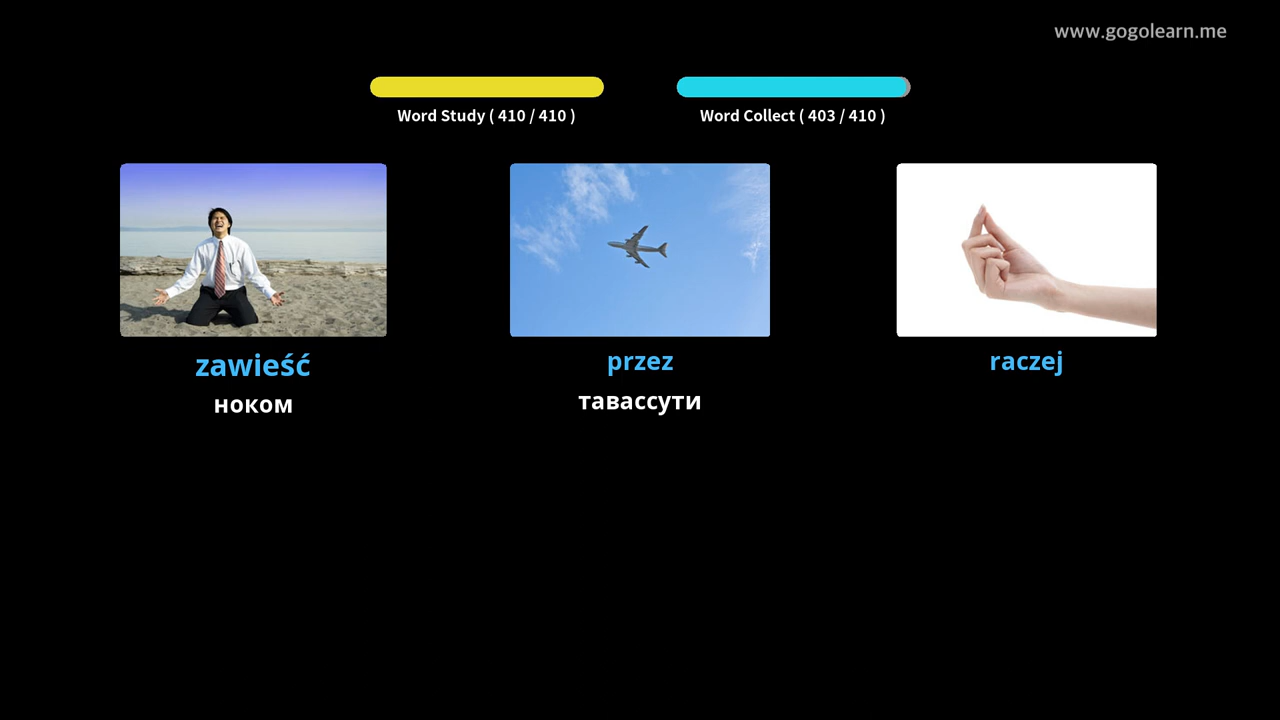 www.gogolearn.me
Word Study ( 410 / 410 )
Word Collect ( 403 / 410 )
zawieść
ноком
przez
тавассути
raczej